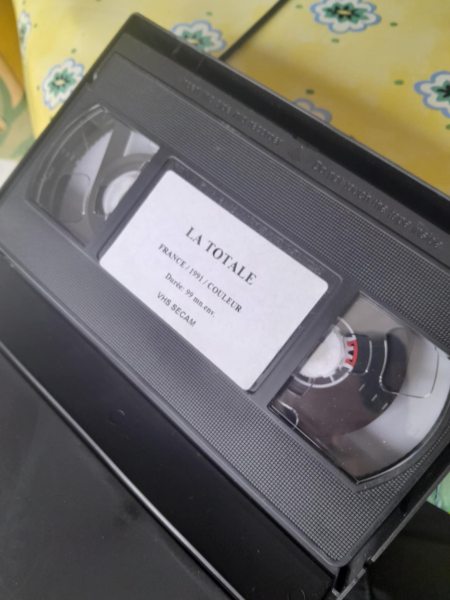 LA TOTALE
FRANCE / 1991 / COULEUR
Durée: 99 mn env.
VHS SECAM